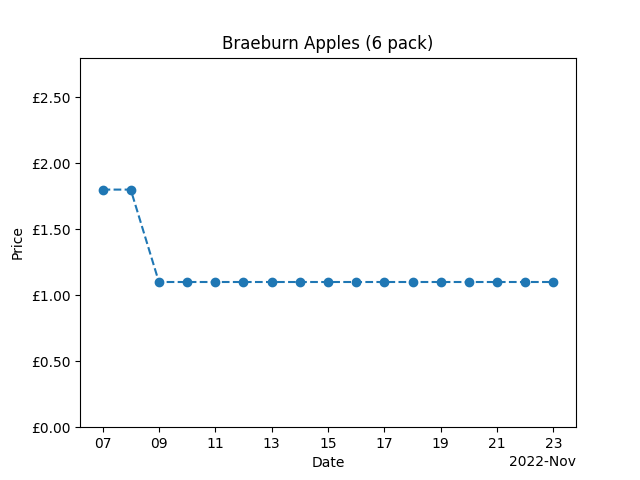 Braeburn Apples (6 pack)
£2.50
£2.00
£1.50
£1.00
£0.50
£0.00
Price
07 09 11 13 15 17 19 21 23
Date
2022-Nov